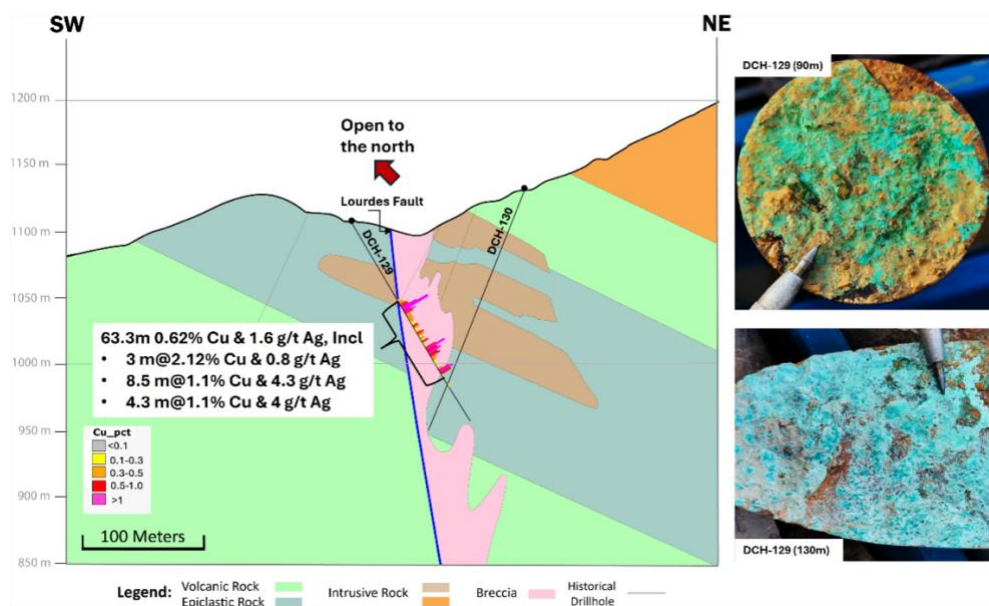 SW
NE
1200 m
1150 m
1100 m
1050 m
1000 m
950 m
900 m
850 m
Open to
the north
Lourdes Fault
DCH-129
DCH-130
63.3m 0.62% Cu & 1.6 g/t Ag, Incl
• 3 m@2.12% Cu & 0.8 g/t Ag
• 8.5 m@1.1% Cu & 4.3 g/t Ag
• 4.3 m@1.1% Cu & 4 g/t Ag
Cu_pct
<0.1
0.1-0.3
0.3-0.5
0.5-1.0
>1
100 Meters
DCH-129 (90m)
DCH-129 (130m)
Legend:
Volcanic Rock
Epiclastic Rock
Intrusive Rock
Breccia
Historical
Drillhole